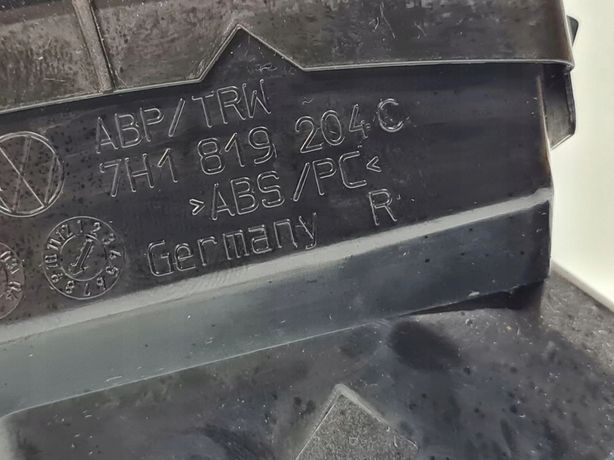 ABP/TRW
7H1 819 204 C
>ABS/PC<
Germany R